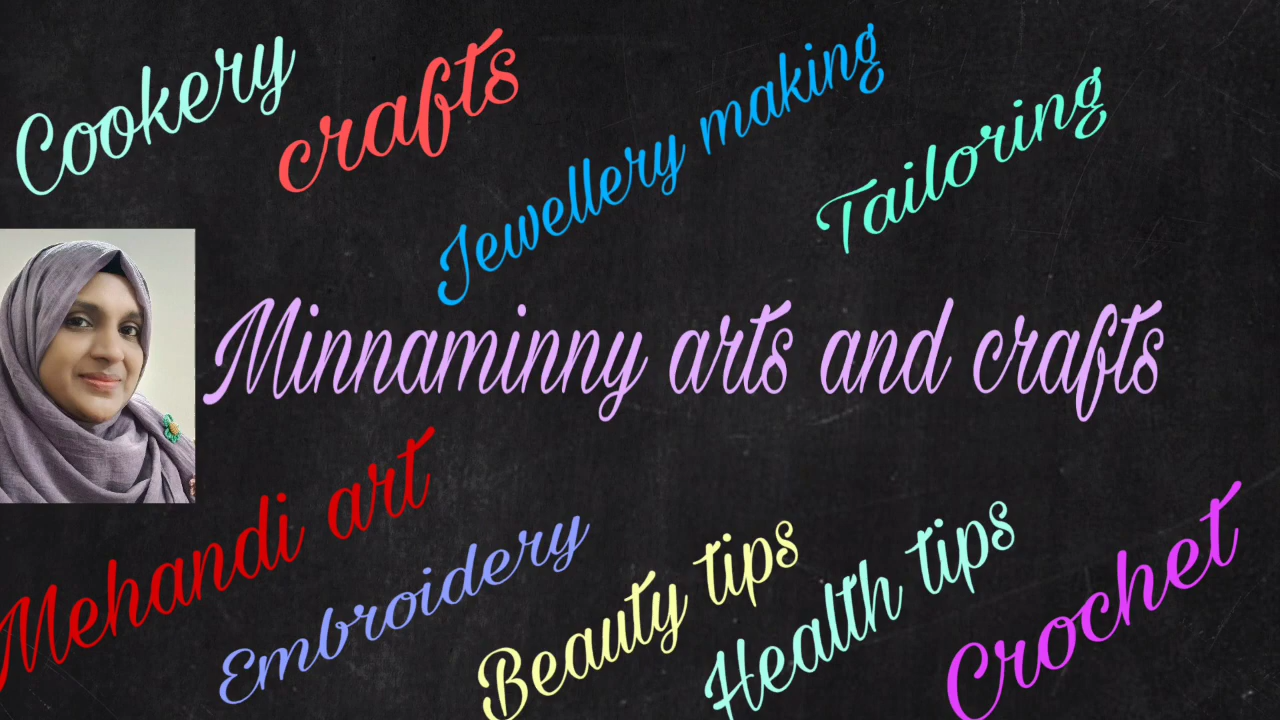 Cookery
crafts
Jewellery making
Tailoring
Minnaminny arts and crafts
Mehandi art
Embroidery
Beauty tips
Health tips
Crochet